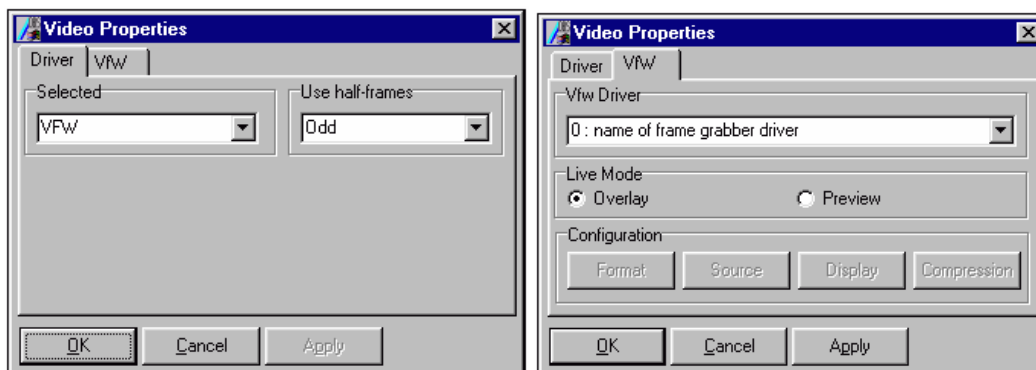 Video Properties
Driver VfW
Selected
VFW
Use half-frames
Odd
OK Cancel Apply
Video Properties
Driver VfW
Vfw Driver
0 : name of frame grabber driver
Live Mode
Overlay Preview
Configuration
Format Source Display Compression
OK Cancel Apply